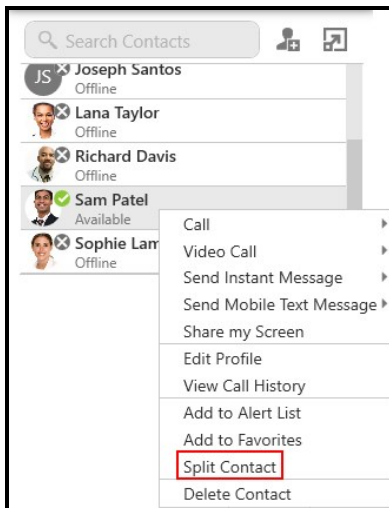 Search Contacts
JS
Joseph Santos
Offline
Lana Taylor
Offline
Richard Davis
Offline
Sam Patel
Available
Sophie Lam
Offline
Call
Video Call
Send Instant Message
Send Mobile Text Message
Share my Screen
Edit Profile
View Call History
Add to Alert List
Add to Favorites
Split Contact
Delete Contact